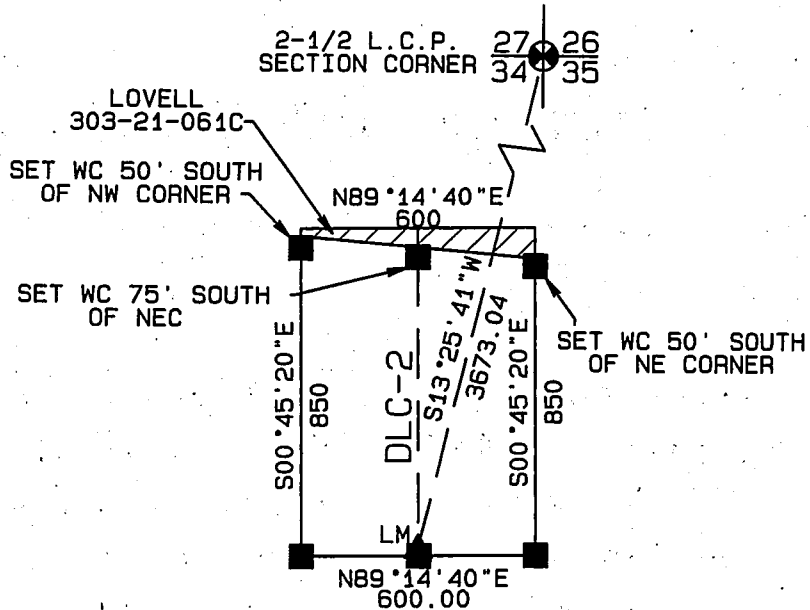 2-1/2 L.C.P.
SECTION CORNER
27 26
34 35
LOVELL
303-21-061C
SET WC 50' SOUTH
OF NW CORNER
N89°14'40"E
600
SET WC 75' SOUTH
OF NEC
SET WC 50' SOUTH
OF NE CORNER
S00°45'20"E
850
DLC-2
S13°25'41"W
3673.04
S00°45'20"E
850
LM
N89°14'40"E
600.00